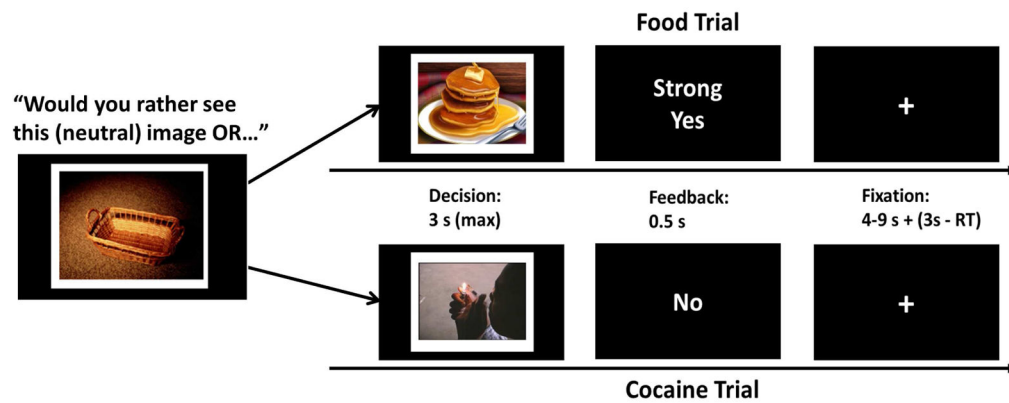 Food Trial
“Would you rather see
this (neutral) image OR…”
Strong
Yes
+
Decision:
3 s (max)
Feedback:
0.5 s
Fixation:
4-9 s + (3s - RT)
No
+
Cocaine Trial